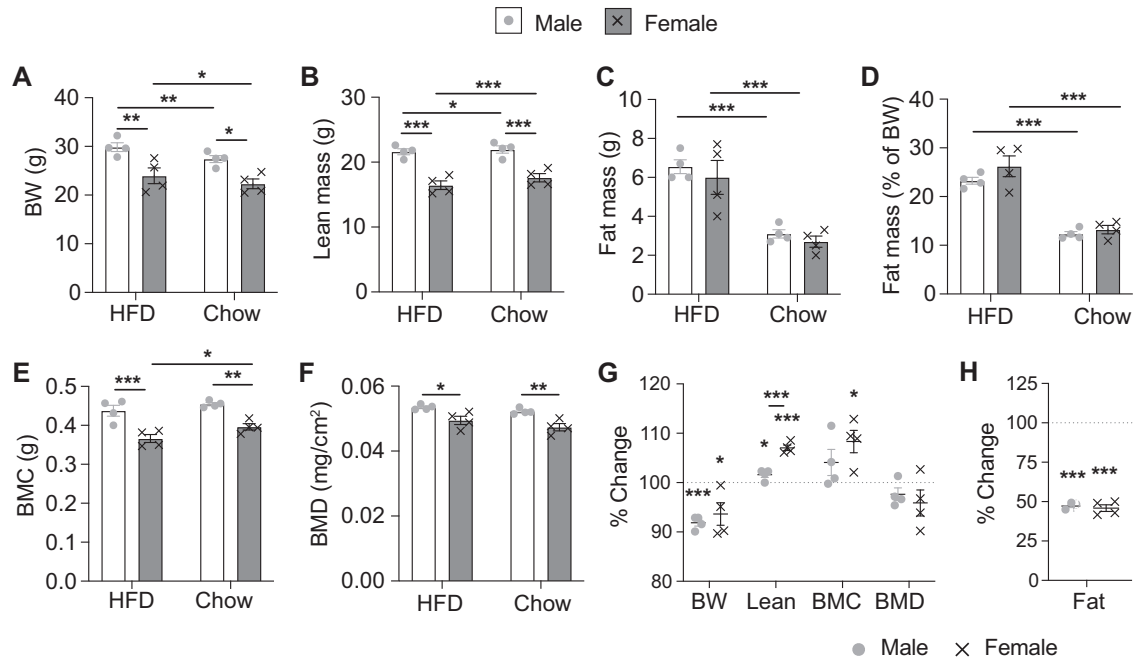 Male Female
A
BW (g)
40
30
20
10
0
**
*
**
*
HFD Chow
B
Lean mass (g)
30
20
10
0
***
*
***
***
HFD Chow
C
Fat mass (g)
8
6
4
2
0
***
***
HFD Chow
D
Fat mass (% of BW)
40
30
20
10
0
***
***
HFD Chow
E
BMC (g)
0.5
0.4
0.3
0.2
0.1
0.0
*
***
**
HFD Chow
F
BMD (mg/cm²)
0.06
0.04
0.02
0.00
*
**
HFD Chow
G
% Change
120
110
100
90
80
***
*
*
***
***
*
BW Lean BMC BMD
H
% Change
125
100
75
50
25
0
*** ***
Fat
Male Female